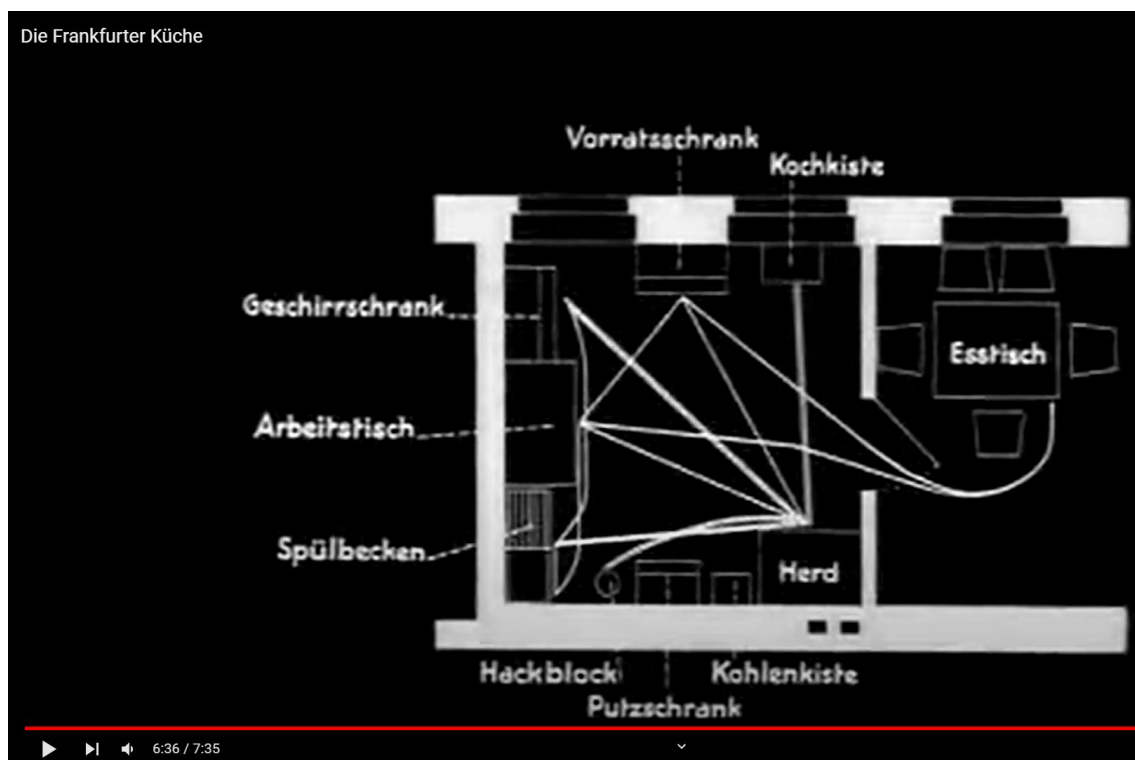 Die Frankfurter Küche
Vorratsschrank
Kochkiste
Geschirrschrank
Esstisch
Arbeitstisch
Spülbecken
Herd
Hackblock
Kohlenkiste
Putzschrank
6:36 / 7:35